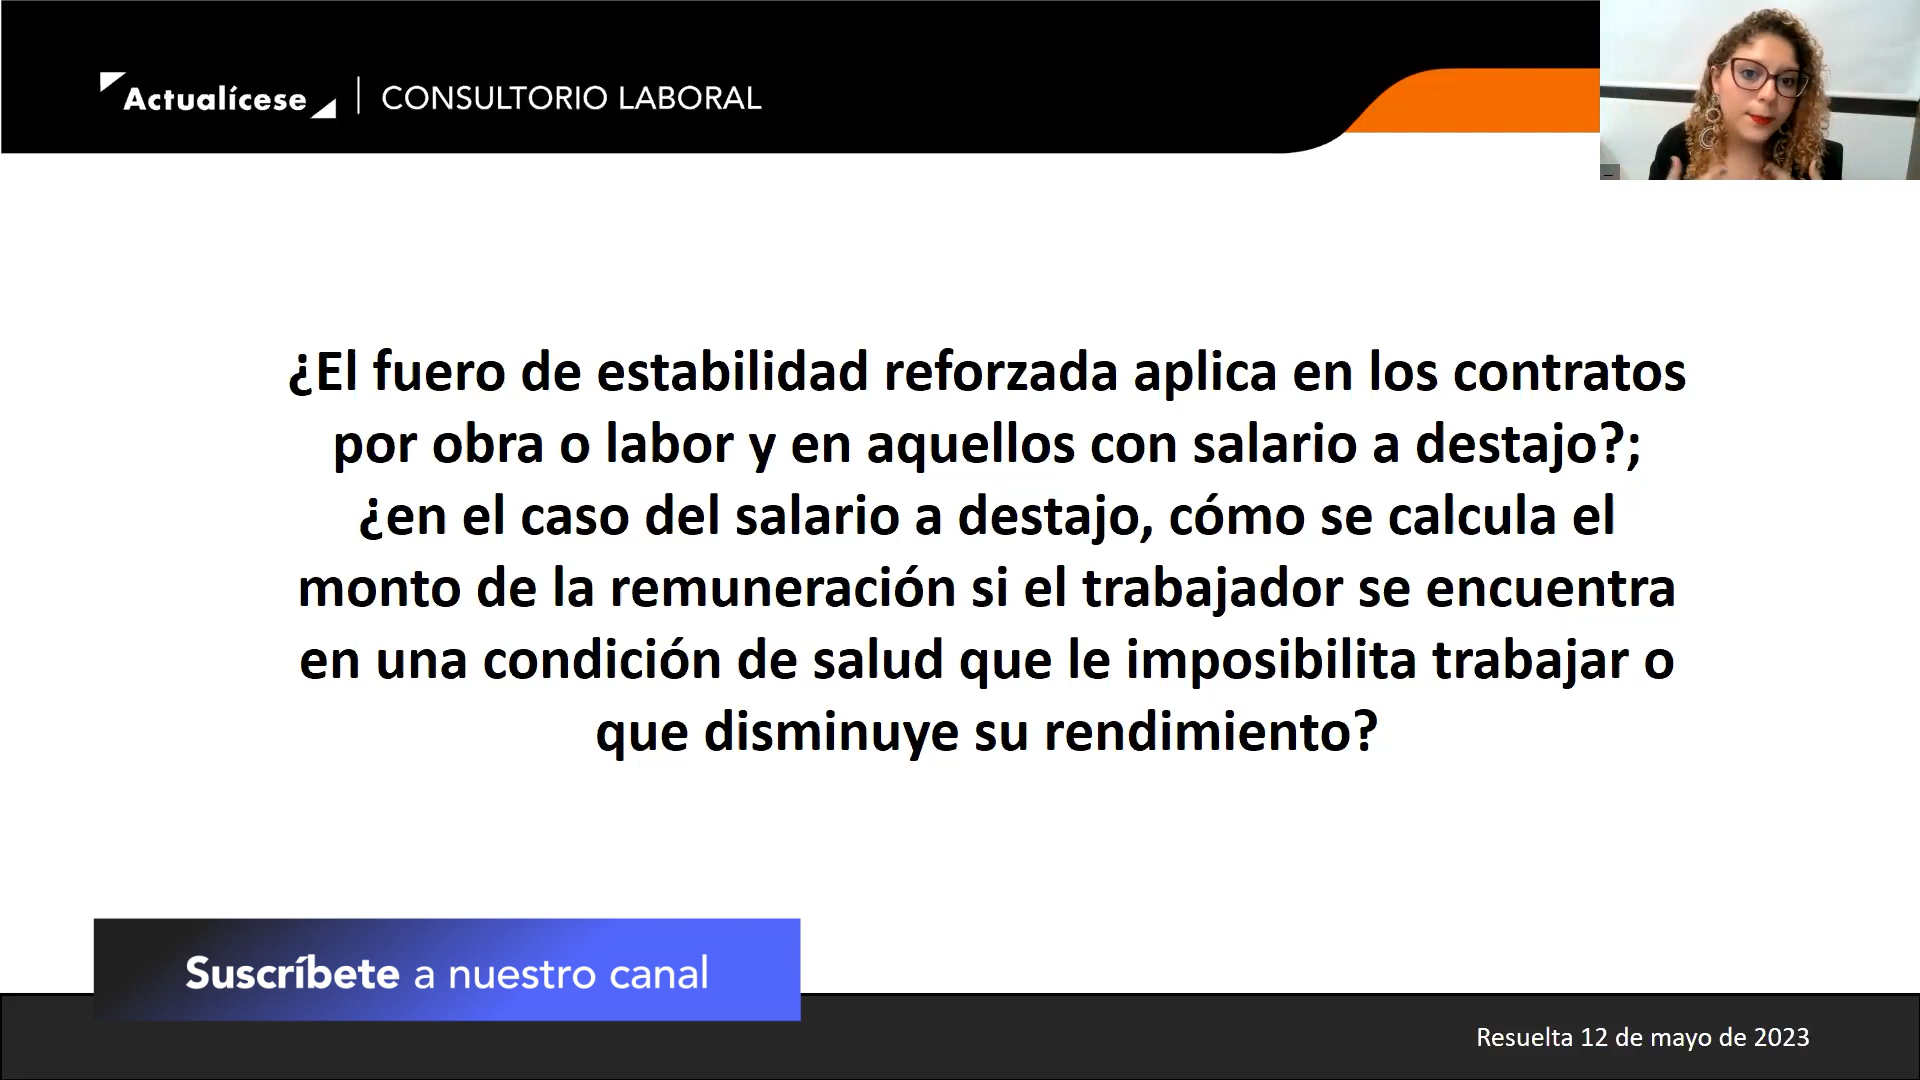 Actualícese | CONSULTORIO LABORAL
¿El fuero de estabilidad reforzada aplica en los contratos
por obra o labor y en aquellos con salario a destajo?;
¿en el caso del salario a destajo, cómo se calcula el
monto de la remuneración si el trabajador se encuentra
en una condición de salud que le imposibilita trabajar o
que disminuye su rendimiento?
Suscríbete a nuestro canal
Resuelta 12 de mayo de 2023